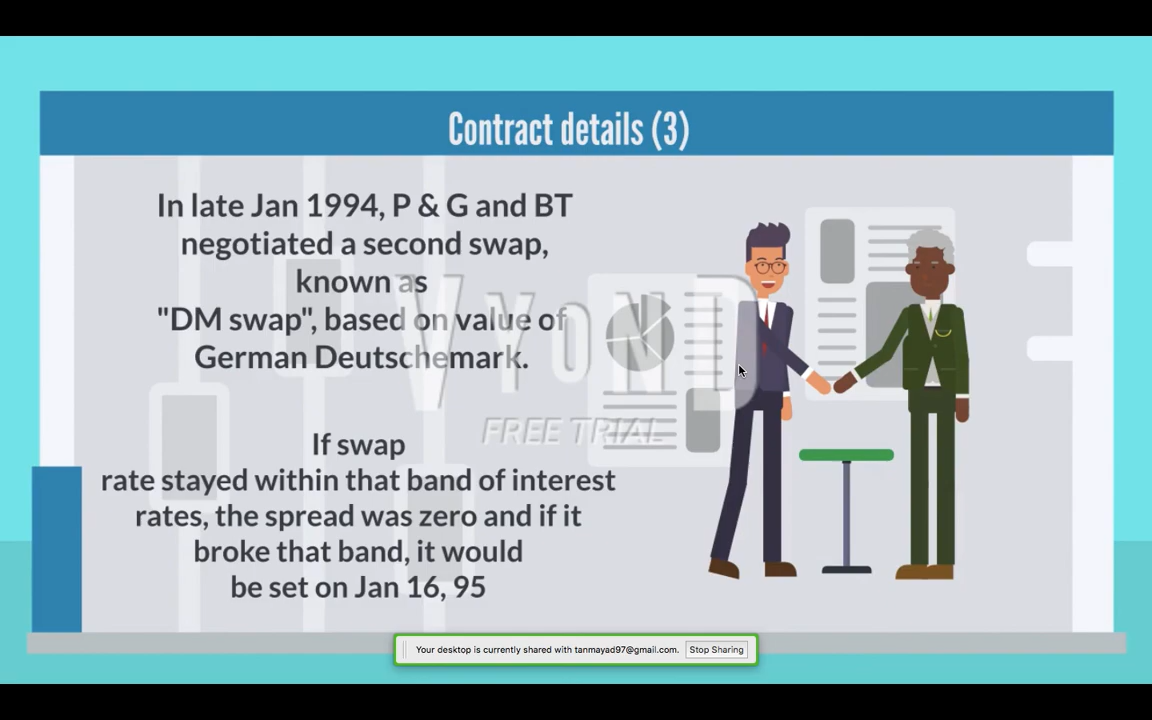 Contract details (3)
In late Jan 1994, P & G and BT
negotiated a second swap,
known as
"DM swap", based on value of
German Deutschemark.
If swap
rate stayed within that band of interest
rates, the spread was zero and if it
broke that band, it would
be set on Jan 16, 95
VYOND
FREE TRIAL
Your desktop is currently shared with tanmayad97@gmail.com. Stop Sharing